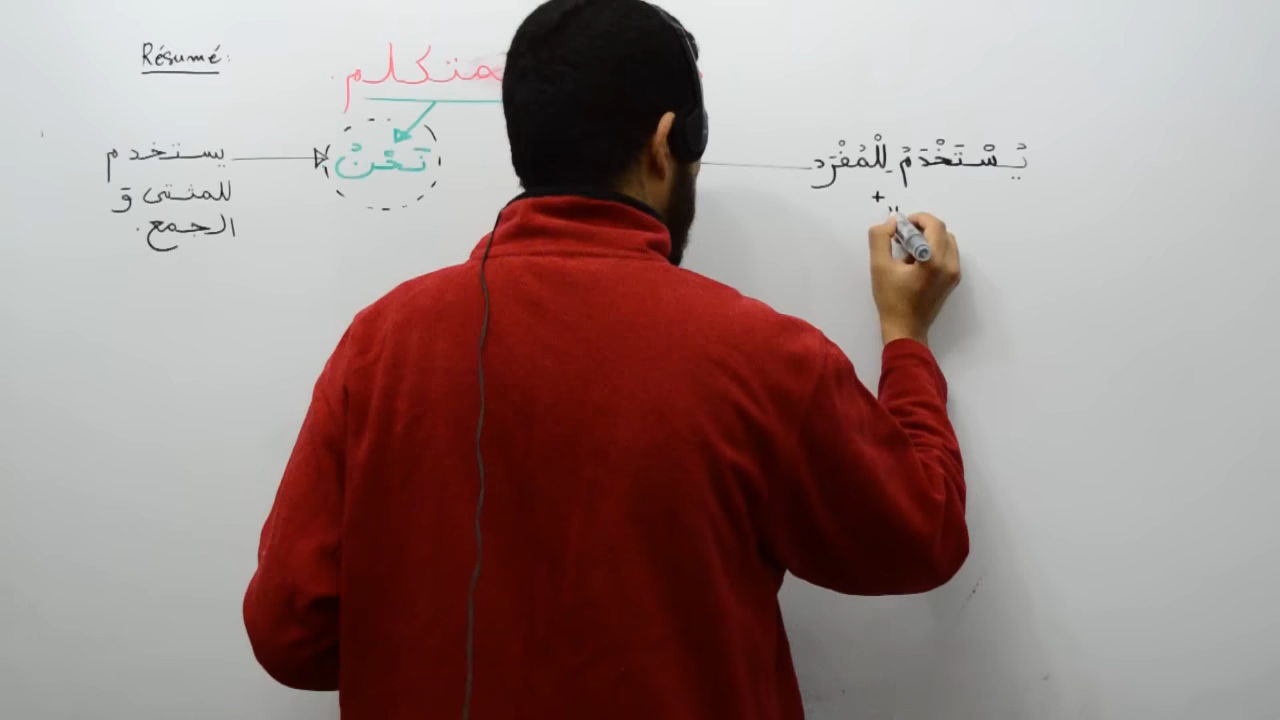 Résumé:
متكلم
يُسْتَخْدَمُ لِلْمُفْرَد
نَحْنُ
يستخدم
للمثنى وَ
الجمع.
+